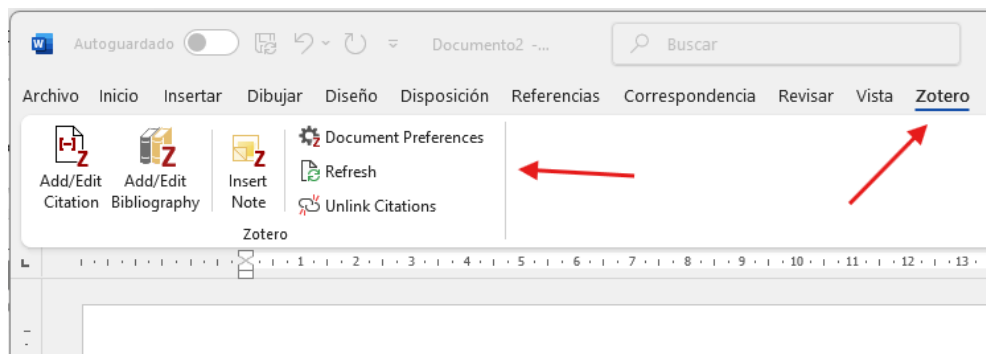 Autoguardado Documento2 -... Buscar
Archivo Inicio Insertar Dibujar Diseño Disposición Referencias Correspondencia Revisar Vista Zotero
Add/Edit Citation
Add/Edit Bibliography
Insert Note
Document Preferences
Refresh
Unlink Citations
Zotero
1 2 3 4 5 6 7 8 9 10 11 12 13